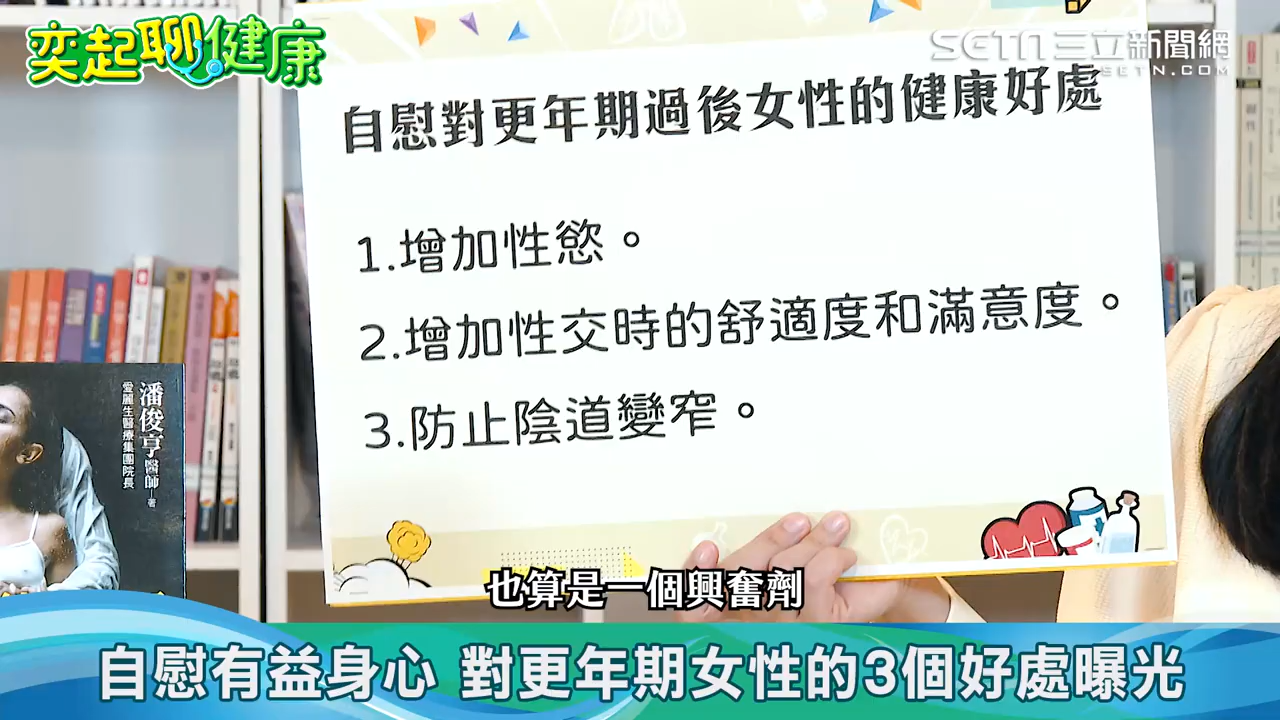 奕起聊健康
SETN三立新聞網
SETN.COM
自慰對更年期過後女性的健康好處
1.增加性慾。
2.增加性交時的舒適度和滿意度。
3.防止陰道變窄。
潘俊亨醫師 著
愛麗生醫療集團院長
也算是一個興奮劑
自慰有益身心 對更年期女性的3個好處曝光